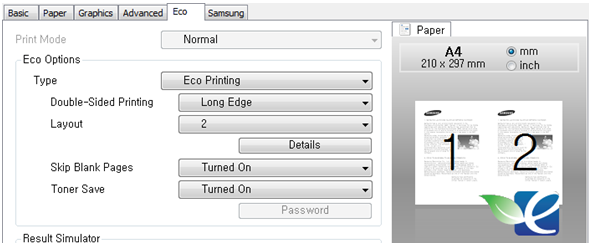 Basic Paper Graphics Advanced Eco Samsung
Print Mode Normal
Eco Options
Type Eco Printing
Double-Sided Printing Long Edge
Layout 2
Details
Skip Blank Pages Turned On
Toner Save Turned On
Password
Result Simulator
Paper
A4
210 x 297 mm
mm
inch
SAMSUNG SAMSUNG
1 2